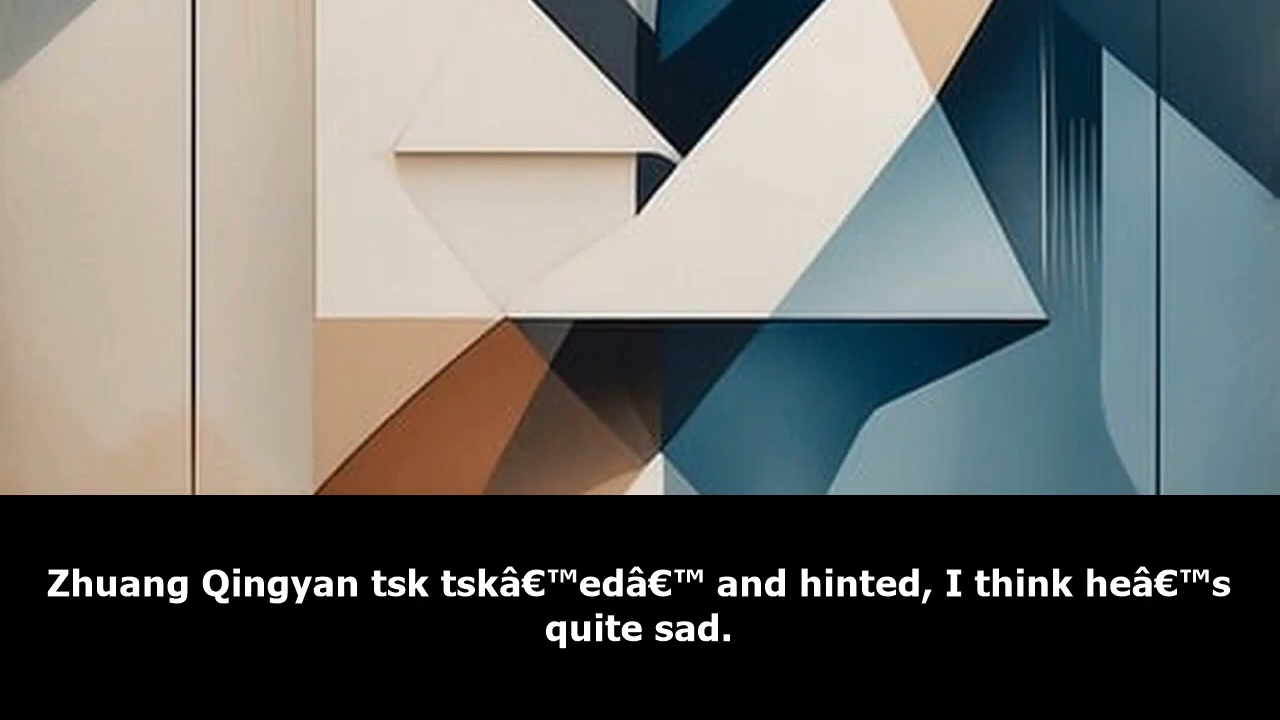 Zhuang Qingyan tsk tskâ€™edâ€™ and hinted, I think heâ€™s
quite sad.